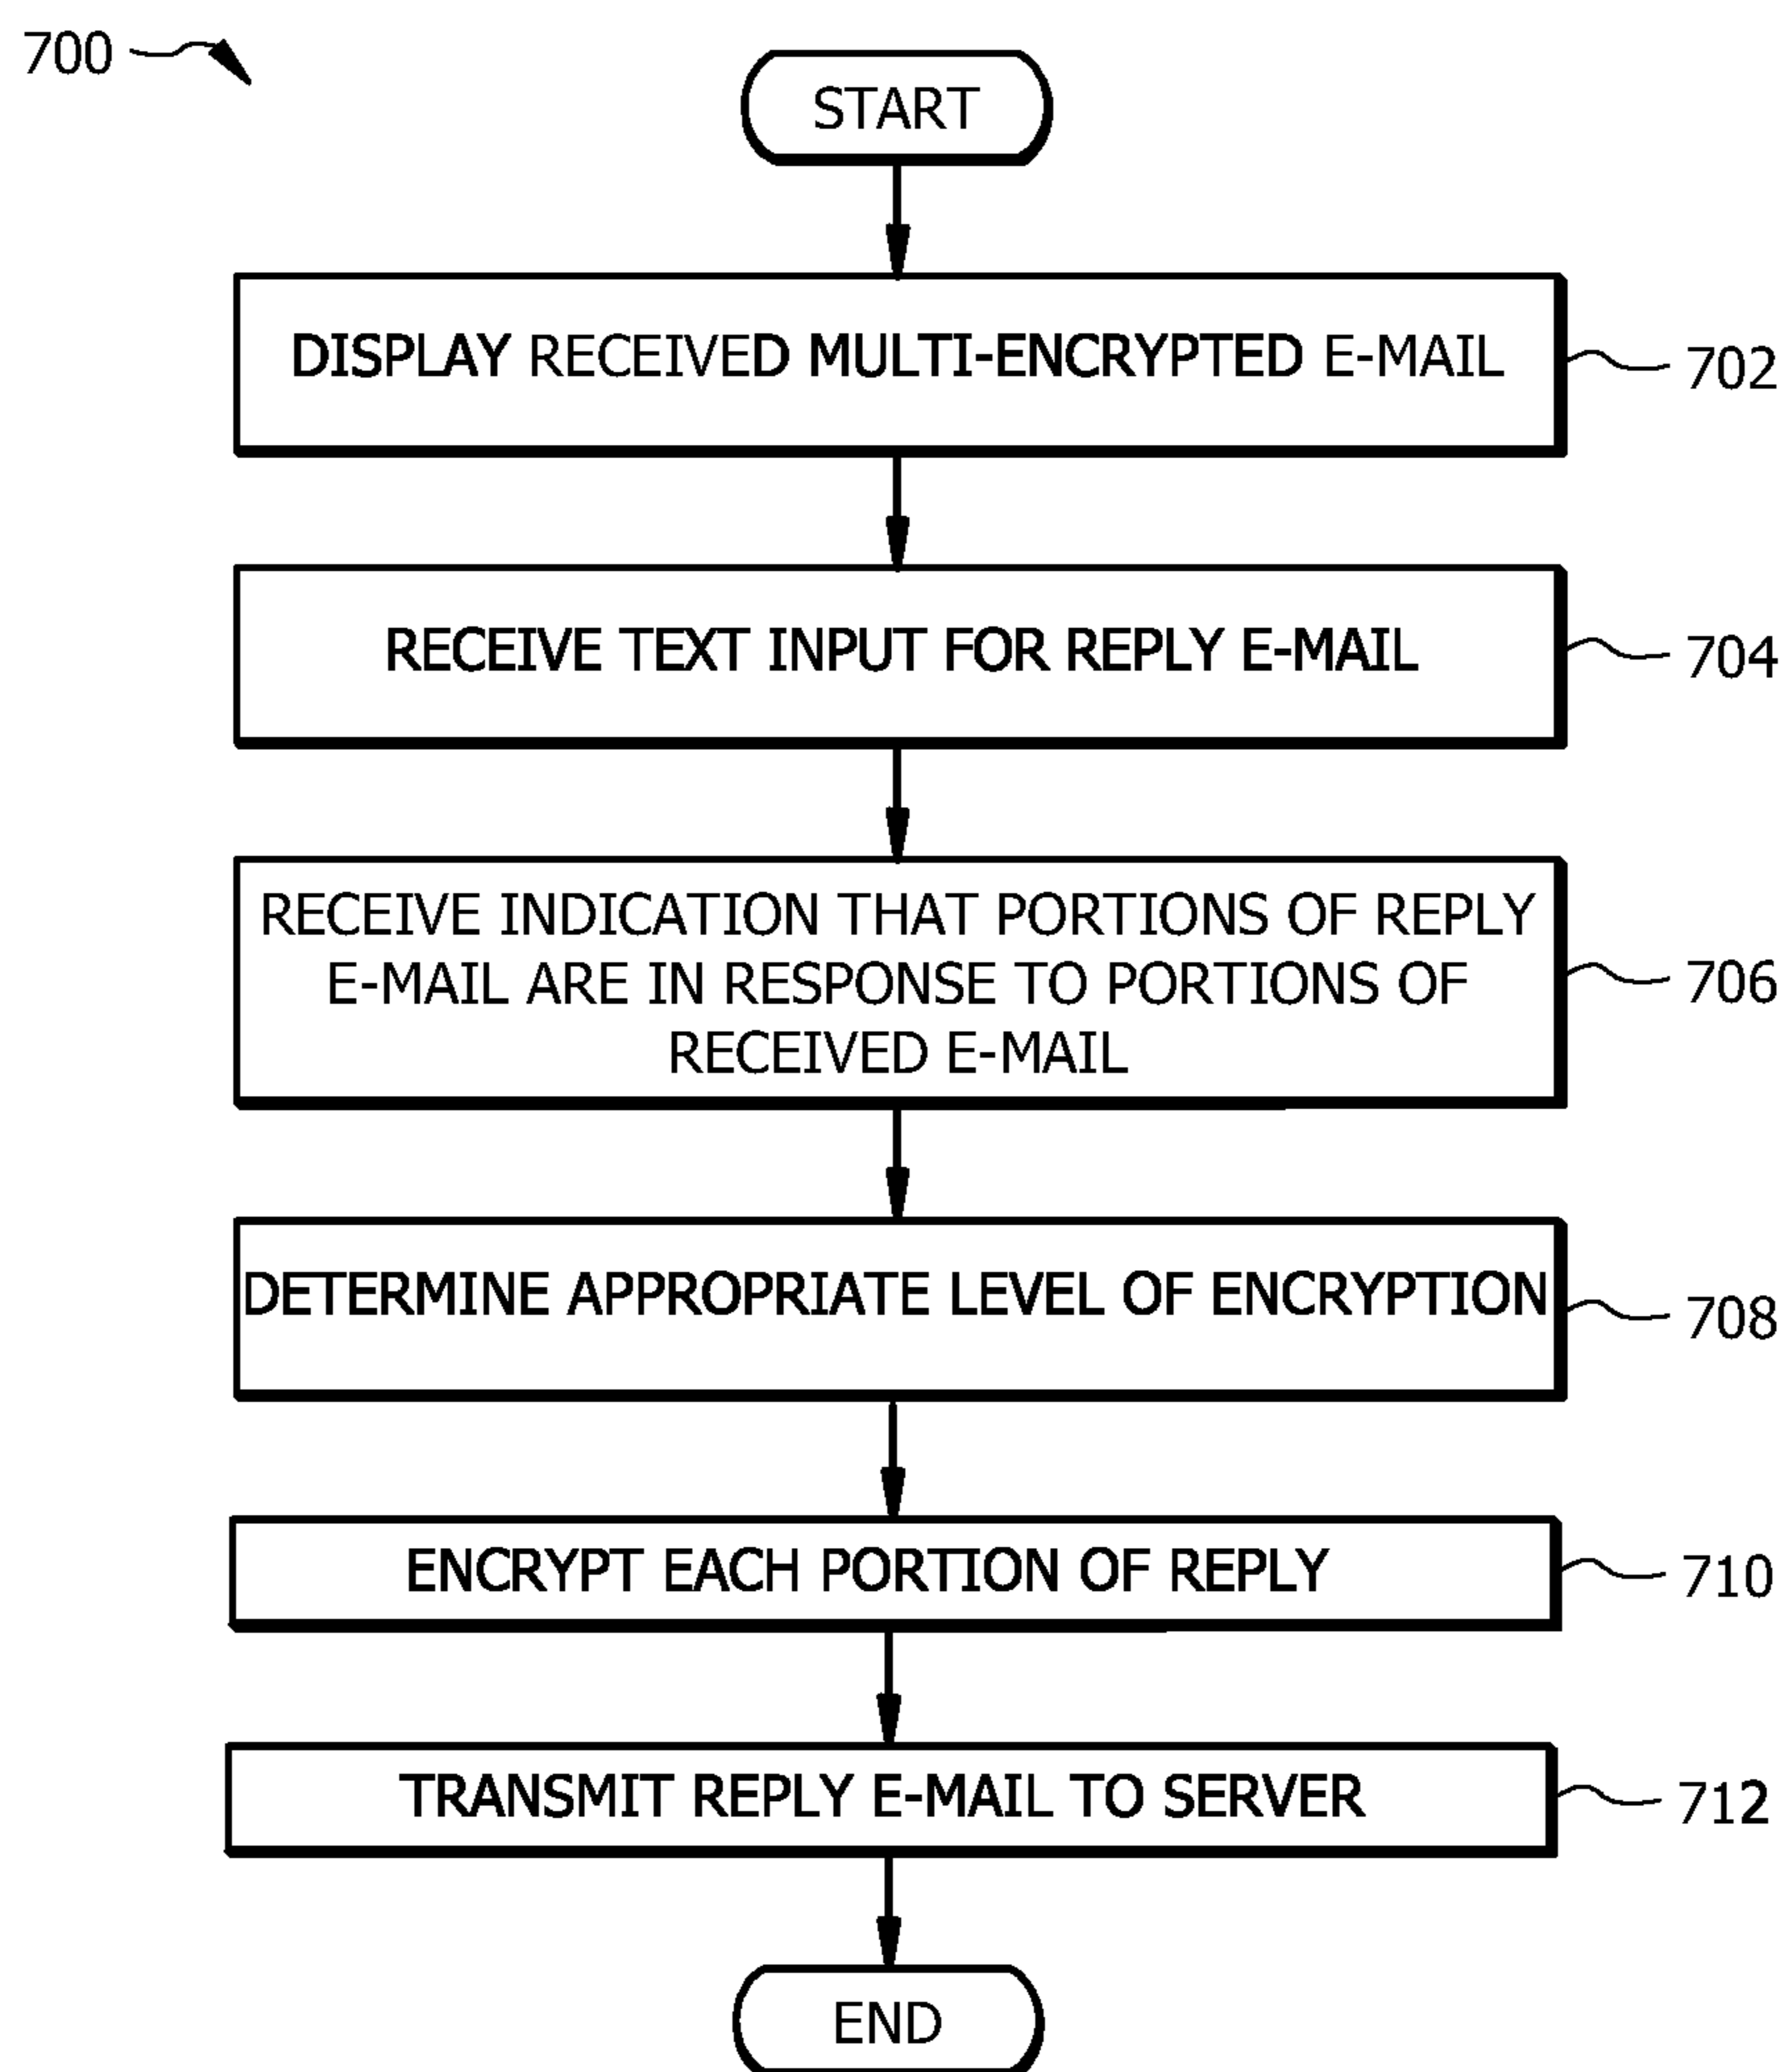 700
START
DISPLAY RECEIVED MULTI-ENCRYPTED E-MAIL
702
RECEIVE TEXT INPUT FOR REPLY E-MAIL
704
RECEIVE INDICATION THAT PORTIONS OF REPLY
E-MAIL ARE IN RESPONSE TO PORTIONS OF
RECEIVED E-MAIL
706
DETERMINE APPROPRIATE LEVEL OF ENCRYPTION
708
ENCRYPT EACH PORTION OF REPLY
710
TRANSMIT REPLY E-MAIL TO SERVER
712
END